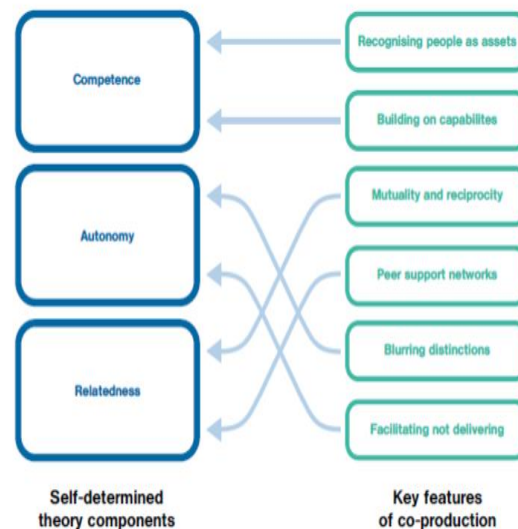 Competence
Autonomy
Relatedness
Self-determined
theory components
Recognising people as assets
Building on capabilites
Mutuality and reciprocity
Peer support networks
Blurring distinctions
Facilitating not delivering
Key features
of co-production